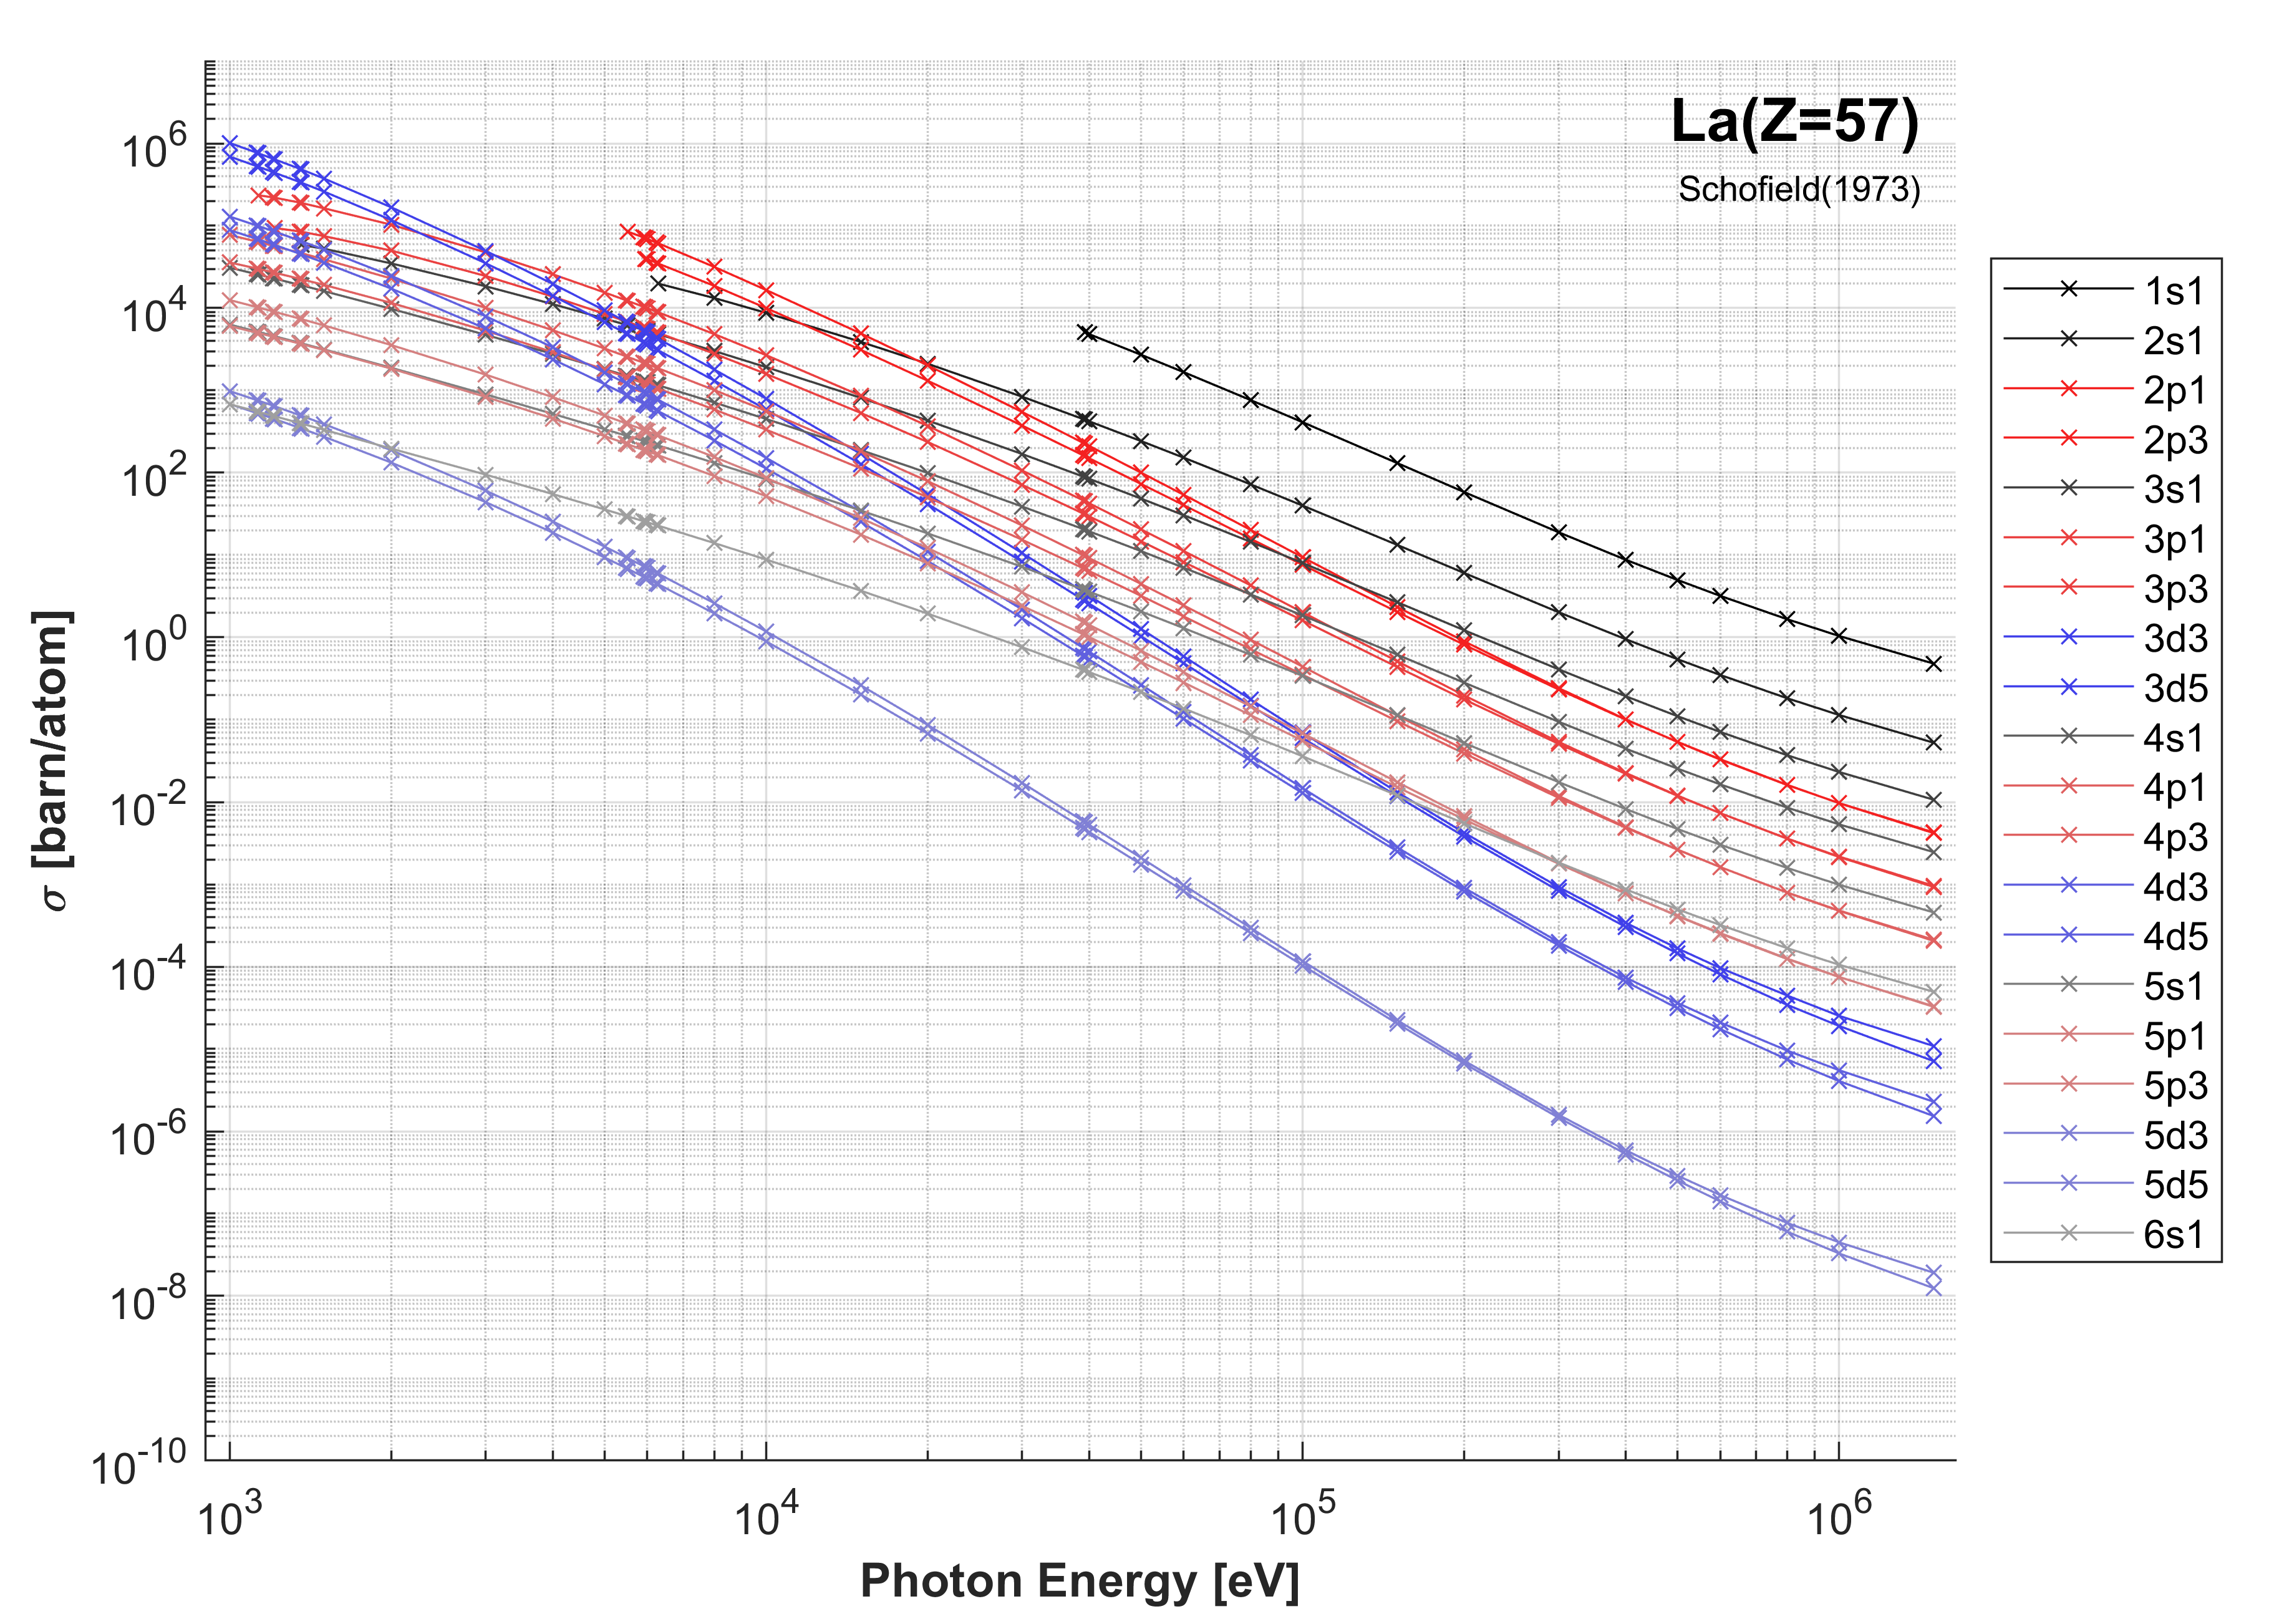 La(Z=57)
Schofield(1973)
10^6
10^4
10^2
10^0
10^-2
10^-4
10^-6
10^-8
10^-10
σ [barn/atom]
10^3
10^4
10^5
10^6
Photon Energy [eV]
1s1
2s1
2p1
2p3
3s1
3p1
3p3
3d3
3d5
4s1
4p1
4p3
4d3
4d5
5s1
5p1
5p3
5d3
5d5
6s1